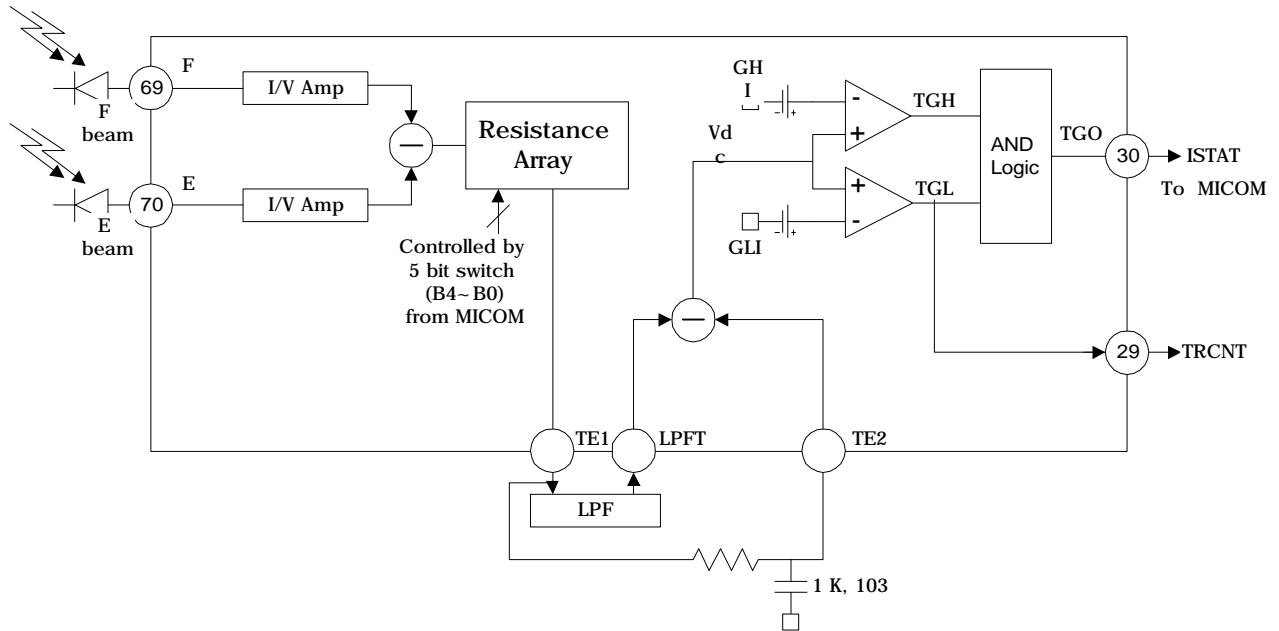 F
69
I/V Amp
F
beam
E
70
I/V Amp
E
beam
—
Resistance
Array
Controlled by
5 bit switch
(B4~B0)
from MICOM
GH
I
-
+
-
+
TGH
Vd
c
+
-
TGL
GLI
-
+
AND
Logic
TGO
30
ISTAT
To MICOM
—
29
TRCNT
TE1
LPFT
TE2
LPF
1 K, 103